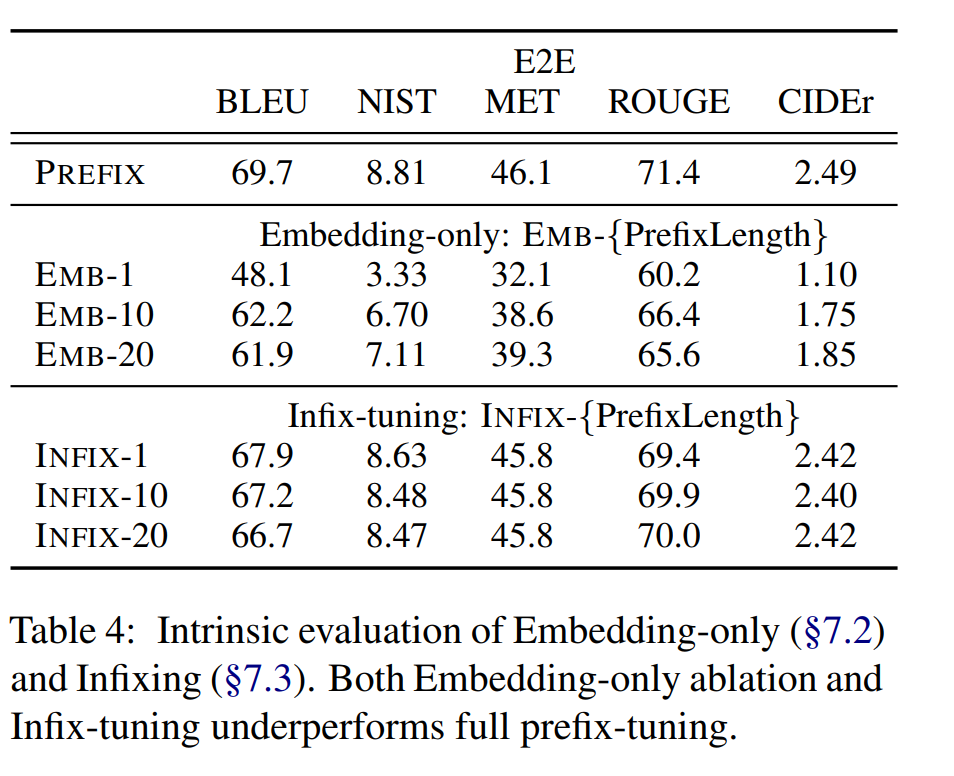 E2E
BLEU NIST MET ROUGE CIDEr
PREFIX 69.7 8.81 46.1 71.4 2.49
Embedding-only: EMB-{PrefixLength}
EMB-1 48.1 3.33 32.1 60.2 1.10
EMB-10 62.2 6.70 38.6 66.4 1.75
EMB-20 61.9 7.11 39.3 65.6 1.85
Infix-tuning: INFIX-{PrefixLength}
INFIX-1 67.9 8.63 45.8 69.4 2.42
INFIX-10 67.2 8.48 45.8 69.9 2.40
INFIX-20 66.7 8.47 45.8 70.0 2.42
Table 4: Intrinsic evaluation of Embedding-only (§7.2)
and Infixing (§7.3). Both Embedding-only ablation and
Infix-tuning underperforms full prefix-tuning.